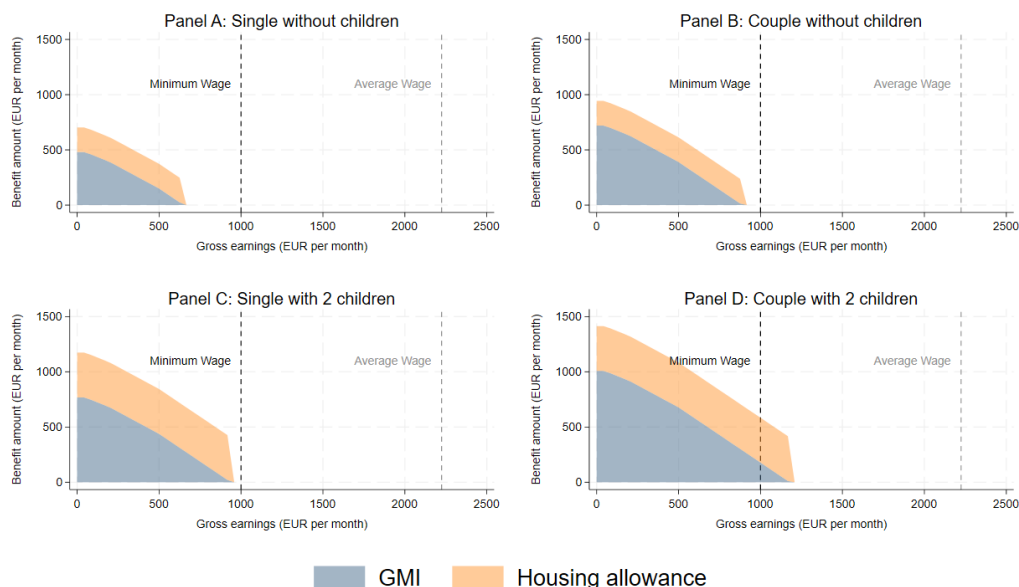 Panel A: Single without children
Benefit amount (EUR per month)
1500
1000
500
0
Minimum Wage
Average Wage
0 500 1000 1500 2000 2500
Gross earnings (EUR per month)
Panel B: Couple without children
Benefit amount (EUR per month)
1500
1000
500
0
Minimum Wage
Average Wage
0 500 1000 1500 2000 2500
Gross earnings (EUR per month)
Panel C: Single with 2 children
Benefit amount (EUR per month)
1500
1000
500
0
Minimum Wage
Average Wage
0 500 1000 1500 2000 2500
Gross earnings (EUR per month)
Panel D: Couple with 2 children
Benefit amount (EUR per month)
1500
1000
500
0
Minimum Wage
Average Wage
0 500 1000 1500 2000 2500
Gross earnings (EUR per month)
GMI Housing allowance